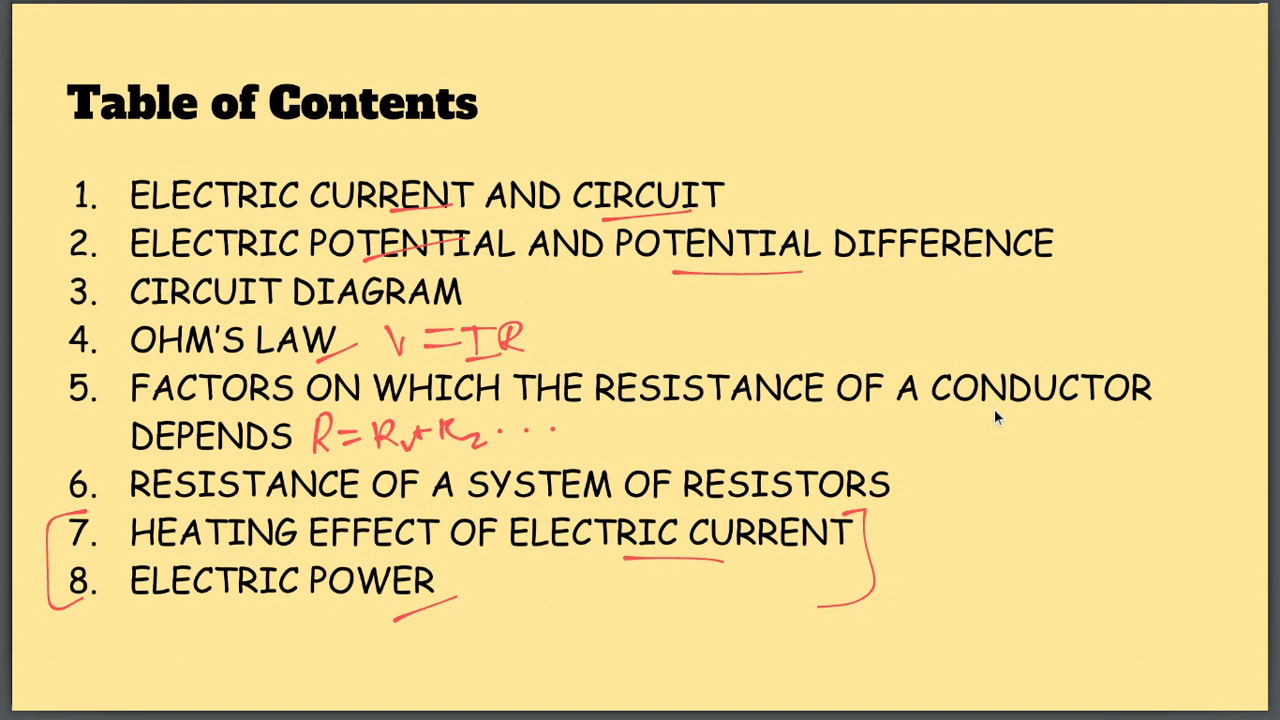 Table of Contents
1. ELECTRIC CURRENT AND CIRCUIT
2. ELECTRIC POTENTIAL AND POTENTIAL DIFFERENCE
3. CIRCUIT DIAGRAM
4. OHM'S LAW V = IR
5. FACTORS ON WHICH THE RESISTANCE OF A CONDUCTOR
DEPENDS R = R₁+R₂...
6. RESISTANCE OF A SYSTEM OF RESISTORS
7. HEATING EFFECT OF ELECTRIC CURRENT
8. ELECTRIC POWER